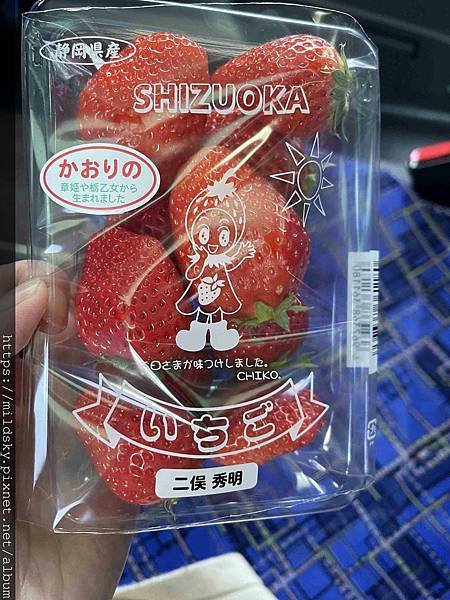 静岡県産
SHIZUOKA
かおりの
章姫や栃乙女から
生まれました
お日さまが味つけしました。
CHIKO.
いちご
二俣 秀明
https://mildsky.pixnet.net/album